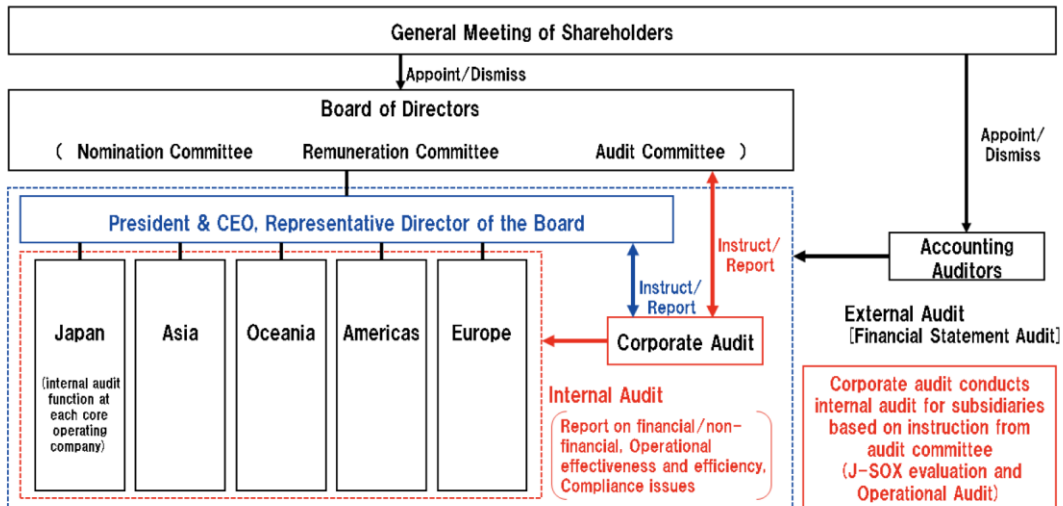 General Meeting of Shareholders
Appoint/Dismiss
Board of Directors
( Nomination Committee Remuneration Committee Audit Committee )
Appoint/
Dismiss
President & CEO, Representative Director of the Board
Instruct/
Report
Instruct/
Report
Accounting
Auditors
Japan
(internal audit
function at
each core
operating
company)
Asia
Oceania
Americas
Europe
Corporate Audit
External Audit
[Financial Statement Audit]
Internal Audit
Report on financial/non-
financial, Operational
effectiveness and efficiency,
Compliance issues
Corporate audit conducts
internal audit for subsidiaries
based on instruction from
audit committee
(J-SOX evaluation and
Operational Audit)